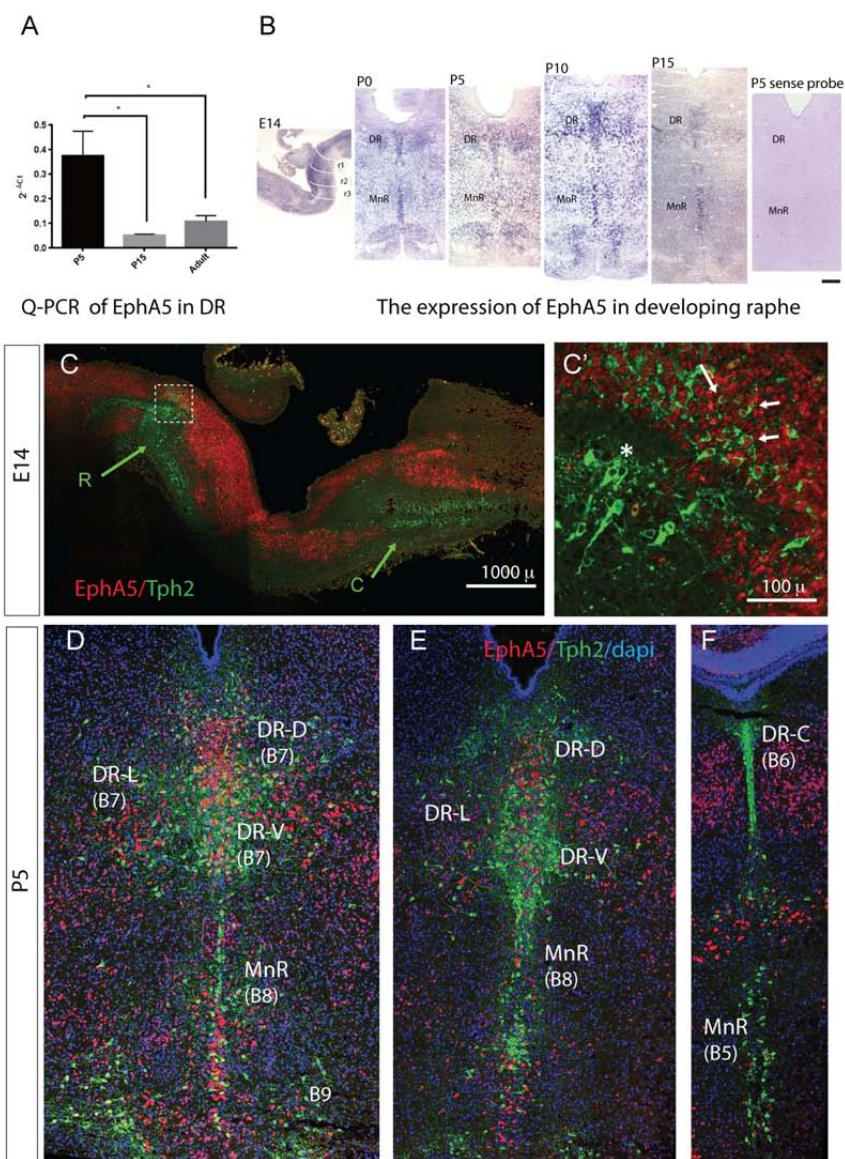 A
B
*
*
0.5
0.4
0.3
0.2
0.1
0.0
2^-ΔCt
P5
P15
Adult
Q-PCR of EphA5 in DR
E14
r1
r2
r3
P0
DR
MnR
P5
DR
MnR
P10
DR
MnR
P15
DR
MnR
P5 sense probe
DR
MnR
The expression of EphA5 in developing raphe
E14
C
R
C
EphA5/Tph2
1000 μ
C'
*
100 μ
P5
D
DR-D
(B7)
DR-L
(B7)
DR-V
(B7)
MnR
(B8)
B9
E
EphA5/Tph2/dapi
DR-D
DR-L
DR-V
MnR
(B8)
F
DR-C
(B6)
MnR
(B5)